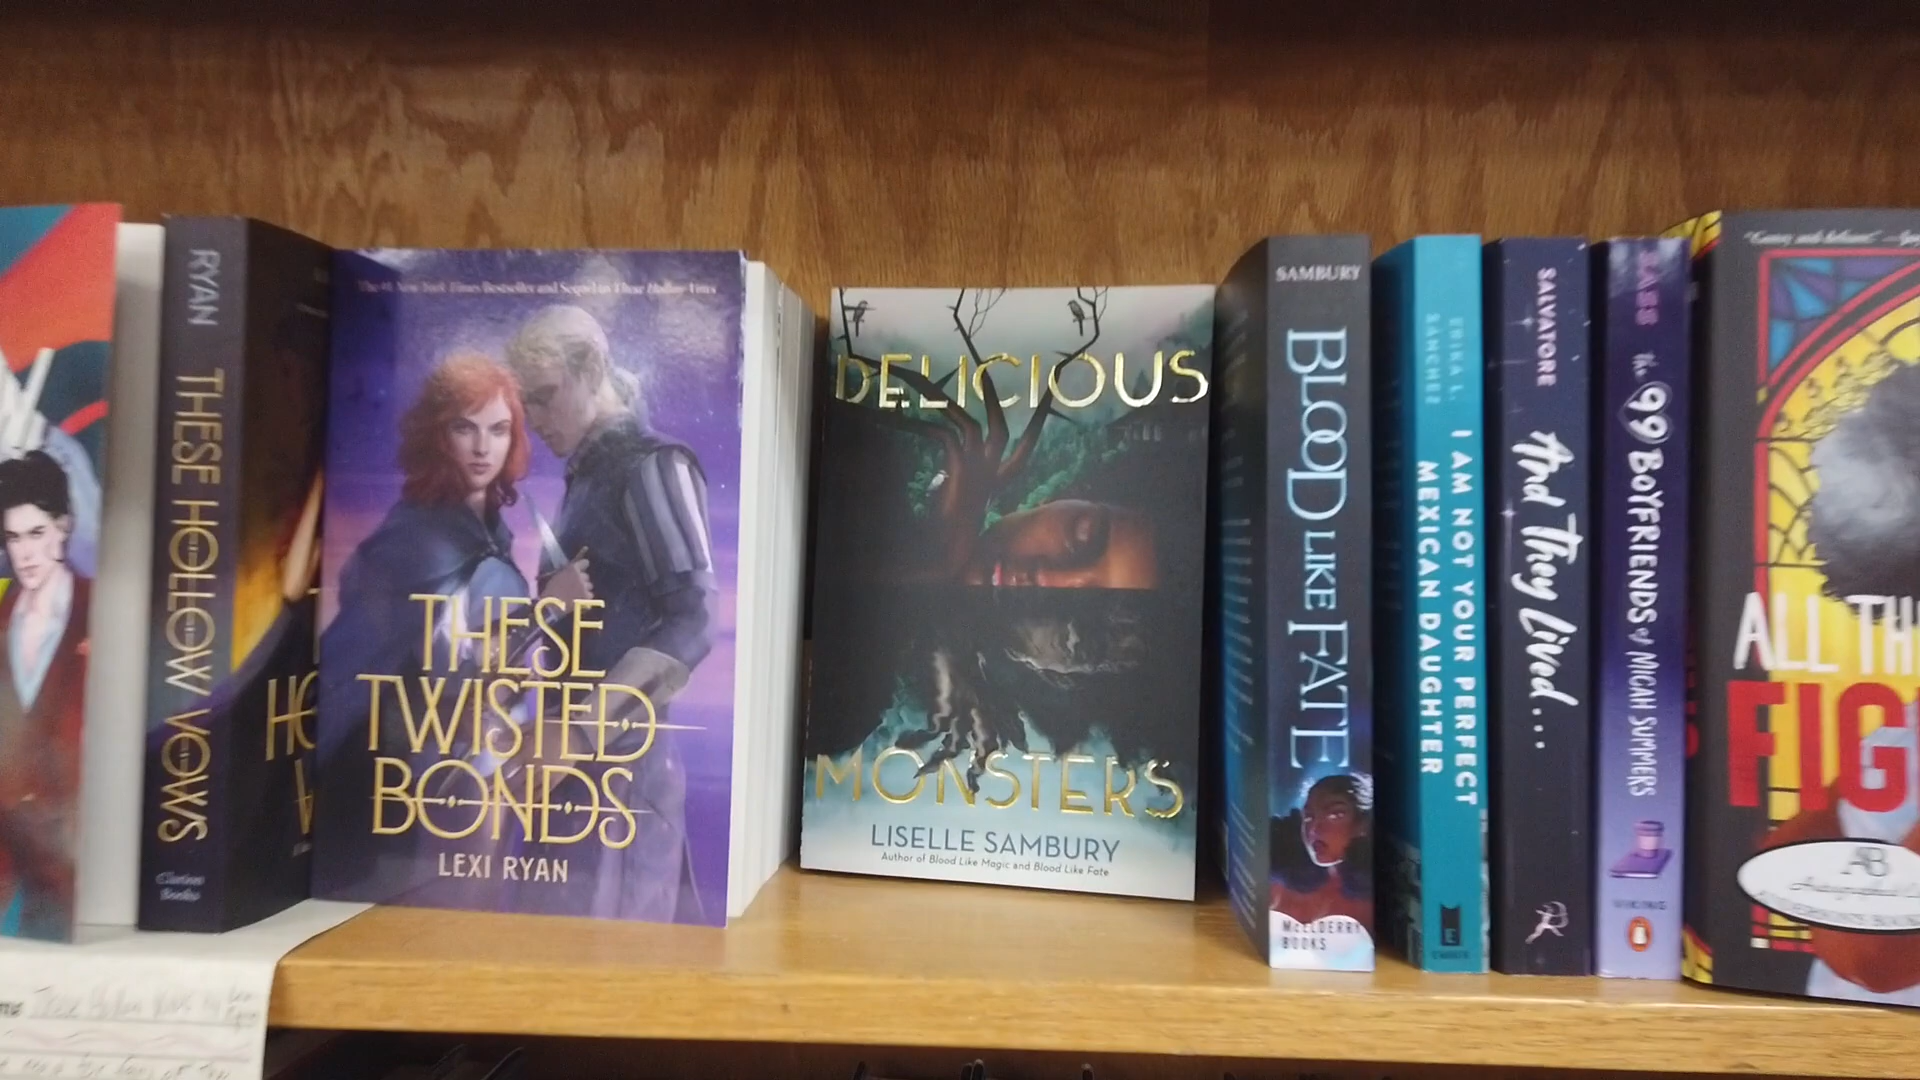 RYAN
THESE HOLLOW VOWS
Clarion
Books
The #1 New York Times Bestseller and Sequel to These Hollow Vows
THESE
TWISTED
BONDS
LEXI RYAN
DELICIOUS
MONSTERS
LISELLE SAMBURY
Author of Blood Like Magic and Blood Like Fate
SAMBURY
BLOOD LIKE FATE
McELDERRY
BOOKS
ERIKA L.
SÁNCHEZ
I AM NOT YOUR PERFECT
MEXICAN DAUGHTER
SALVATORE
And They Lived...
SASS
the 99 BOYFRIENDS of MICAH SUMMERS
VIKING
ALL TH
FIG
AB